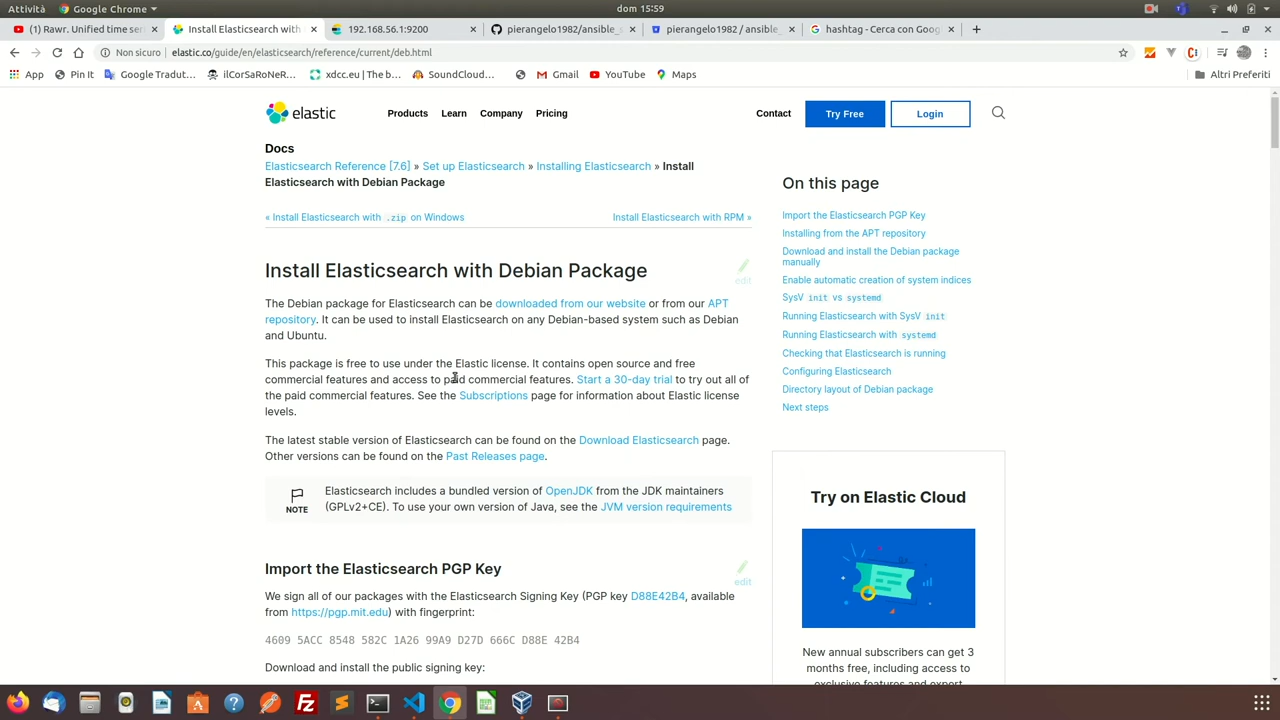 Attività
Google Chrome
dom 15:59
(1) Rawr. Unified time ser
Install Elasticsearch with
192.168.56.1:9200
pierangelo1982/ansible_s
pierangelo1982 / ansible_
hashtag - Cerca con Goog
Non sicuro
elastic.co/guide/en/elasticsearch/reference/current/deb.html
App
Pin It
Google Tradut...
ilCorSaRoNeR...
xdcc.eu | The b...
SoundCloud...
Gmail
YouTube
Maps
Altri Preferiti
elastic
Products
Learn
Company
Pricing
Contact
Try Free
Login
Docs
Elasticsearch Reference [7.6] » Set up Elasticsearch » Installing Elasticsearch » Install
Elasticsearch with Debian Package
« Install Elasticsearch with .zip on Windows
Install Elasticsearch with RPM »
Install Elasticsearch with Debian Package
edit
The Debian package for Elasticsearch can be downloaded from our website or from our APT
repository. It can be used to install Elasticsearch on any Debian-based system such as Debian
and Ubuntu.
This package is free to use under the Elastic license. It contains open source and free
commercial features and access to paid commercial features. Start a 30-day trial to try out all of
the paid commercial features. See the Subscriptions page for information about Elastic license
levels.
The latest stable version of Elasticsearch can be found on the Download Elasticsearch page.
Other versions can be found on the Past Releases page.
NOTE
Elasticsearch includes a bundled version of OpenJDK from the JDK maintainers
(GPLv2+CE). To use your own version of Java, see the JVM version requirements
Import the Elasticsearch PGP Key
edit
We sign all of our packages with the Elasticsearch Signing Key (PGP key D88E42B4, available
from https://pgp.mit.edu) with fingerprint:
4609 5ACC 8548 582C 1A26 99A9 D27D 666C D88E 42B4
Download and install the public signing key:
On this page
Import the Elasticsearch PGP Key
Installing from the APT repository
Download and install the Debian package
manually
Enable automatic creation of system indices
SysV init vs systemd
Running Elasticsearch with SysV init
Running Elasticsearch with systemd
Checking that Elasticsearch is running
Configuring Elasticsearch
Directory layout of Debian package
Next steps
Try on Elastic Cloud
New annual subscribers can get 3
months free, including access to
exclusive features and expert